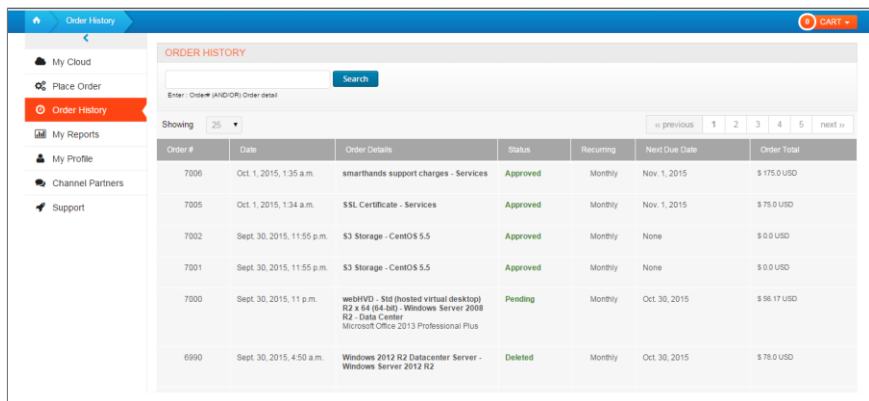 Order History
0 CART
My Cloud
Place Order
Order History
My Reports
My Profile
Channel Partners
Support
ORDER HISTORY
Search
Enter : Order# (AND/OR) Order detail
Showing 25
« previous 1 2 3 4 5 next »
Order # Date Order Details Status Recurring Next Due Date Order Total
7006 Oct. 1, 2015, 1:35 a.m. smarthands support charges - Services Approved Monthly Nov. 1, 2015 $ 175.0 USD
7005 Oct. 1, 2015, 1:34 a.m. SSL Certificate - Services Approved Monthly Nov. 1, 2015 $ 75.0 USD
7002 Sept. 30, 2015, 11:55 p.m. S3 Storage - CentOS 5.5 Approved Monthly None $ 0.0 USD
7001 Sept. 30, 2015, 11:55 p.m. S3 Storage - CentOS 5.5 Approved Monthly None $ 0.0 USD
7000 Sept. 30, 2015, 11 p.m. webHVD - Std (hosted virtual desktop) Pending Monthly Oct. 30, 2015 $ 56.17 USD
R2 x 64 (64-bit) - Windows Server 2008
R2 - Data Center
Microsoft Office 2013 Professional Plus
6990 Sept. 30, 2015, 4:50 a.m. Windows 2012 R2 Datacenter Server - Deleted Monthly Oct. 30, 2015 $ 78.0 USD
Windows Server 2012 R2